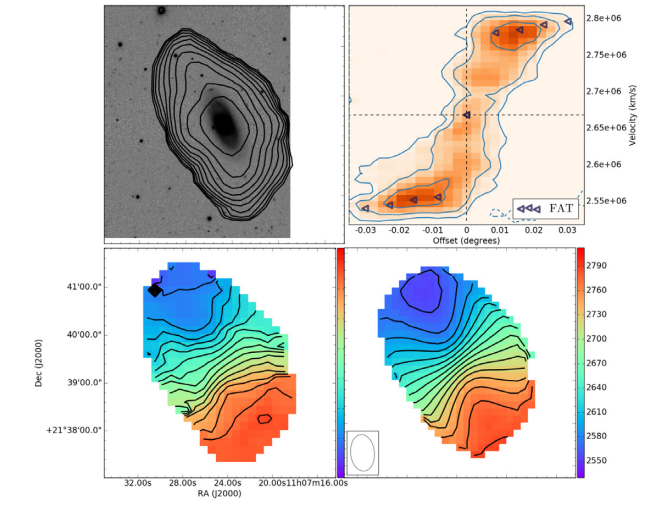 2.8e+06
2.75e+06
2.7e+06
2.65e+06
2.6e+06
2.55e+06
Velocity (km/s)
FAT
-0.03 -0.02 -0.01 0 0.01 0.02 0.03
Offset (degrees)
41'00.0"
40'00.0"
39'00.0"
+21°38'00.0"
Dec (J2000)
32.00s 28.00s 24.00s 20.00s11h07m16.00s
RA (J2000)
2790
2760
2730
2700
2670
2640
2610
2580
2550